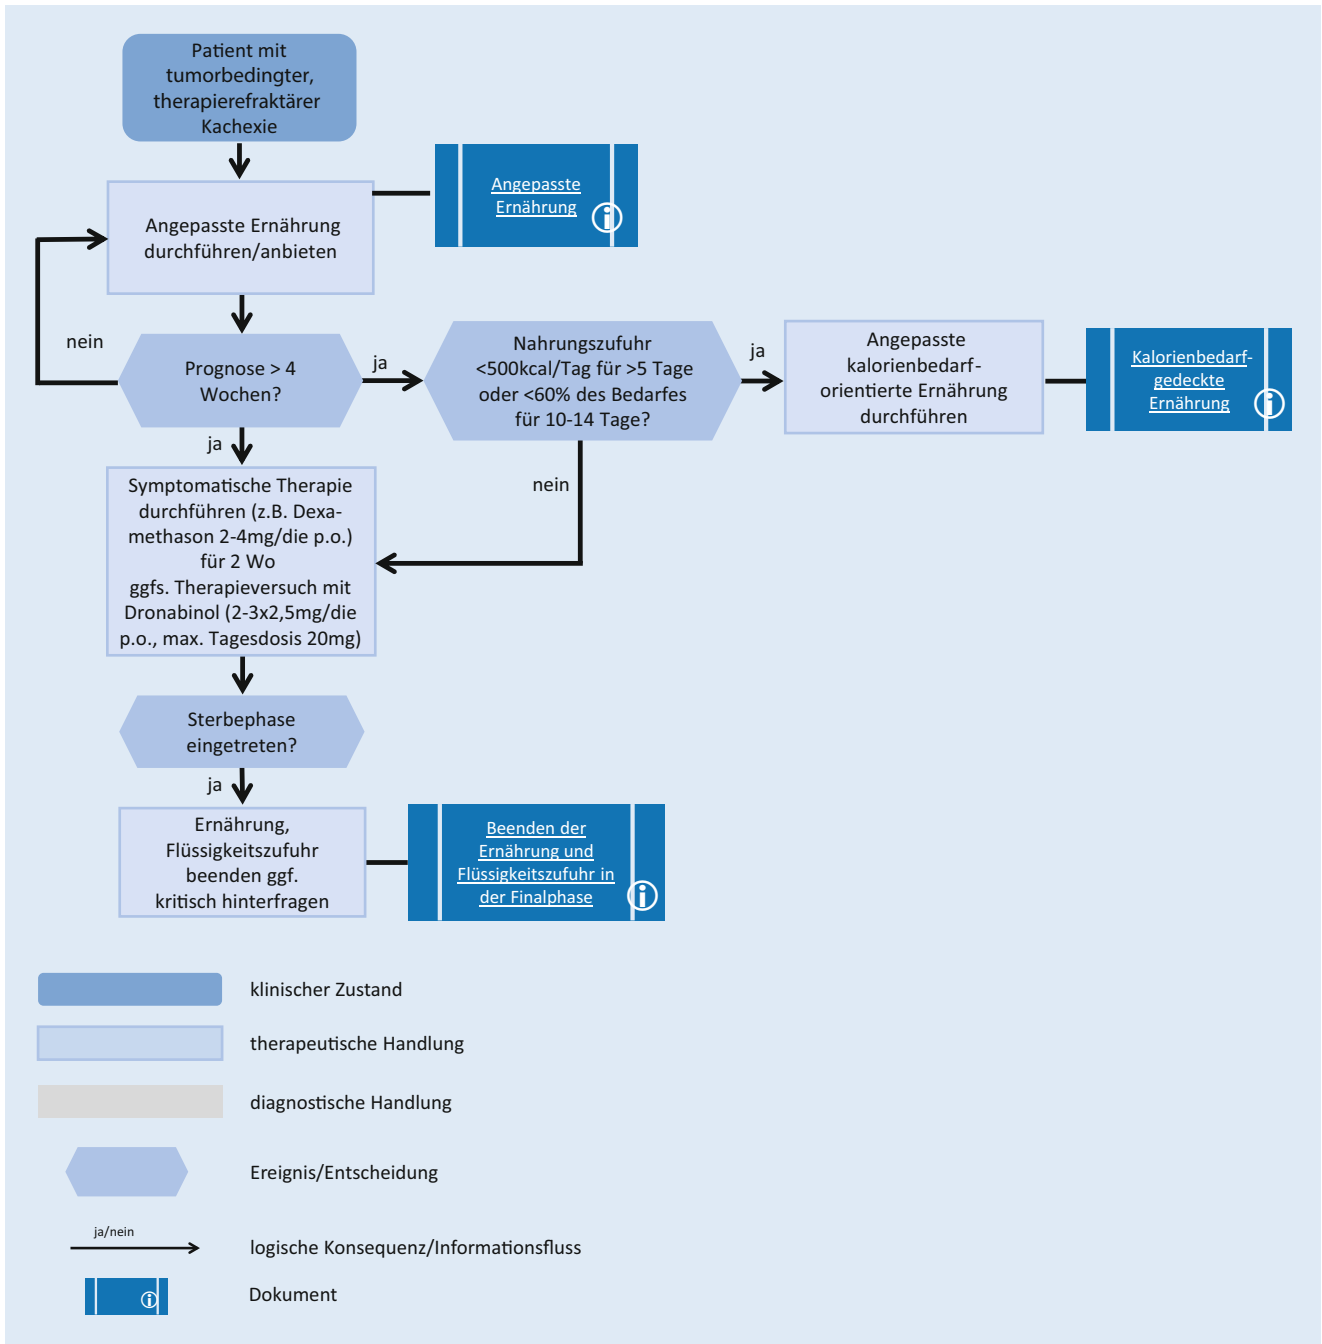 Patient mit
tumorbedingter,
therapierefraktärer
Kachexie
Angepasste Ernährung
durchführen/anbieten
Angepasste
Ernährung
nein
Prognose > 4
Wochen?
ja
Nahrungszufuhr
<500kcal/Tag für >5 Tage
oder <60% des Bedarfes
für 10-14 Tage?
ja
Angepasste
kalorienbedarf-
orientierte Ernährung
durchführen
Kalorienbedarf-
gedeckte
Ernährung
ja
nein
Symptomatische Therapie
durchführen (z.B. Dexa-
methason 2-4mg/die p.o.)
für 2 Wo
ggfs. Therapieversuch mit
Dronabinol (2-3x2,5mg/die
p.o., max. Tagesdosis 20mg)
Sterbephase
eingetreten?
ja
Ernährung,
Flüssigkeitszufuhr
beenden ggf.
kritisch hinterfragen
Beenden der
Ernährung und
Flüssigkeitszufuhr in
der Finalphase
klinischer Zustand
therapeutische Handlung
diagnostische Handlung
Ereignis/Entscheidung
ja/nein
logische Konsequenz/Informationsfluss
Dokument